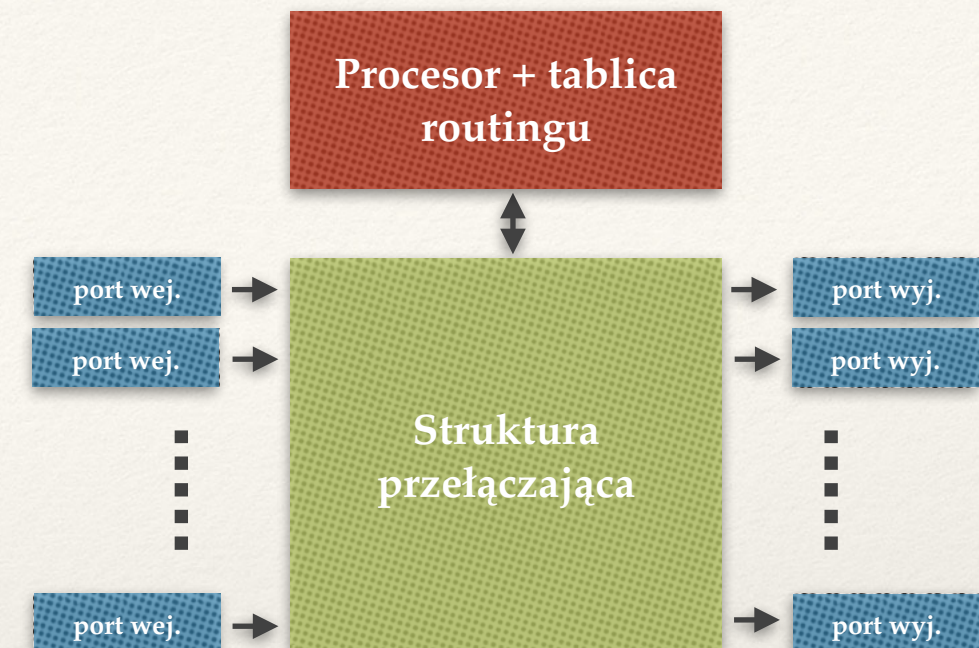 Procesor + tablica
routingu
port wej.
port wyj.
port wej.
port wyj.
Struktura
przełączająca
port wej.
port wyj.